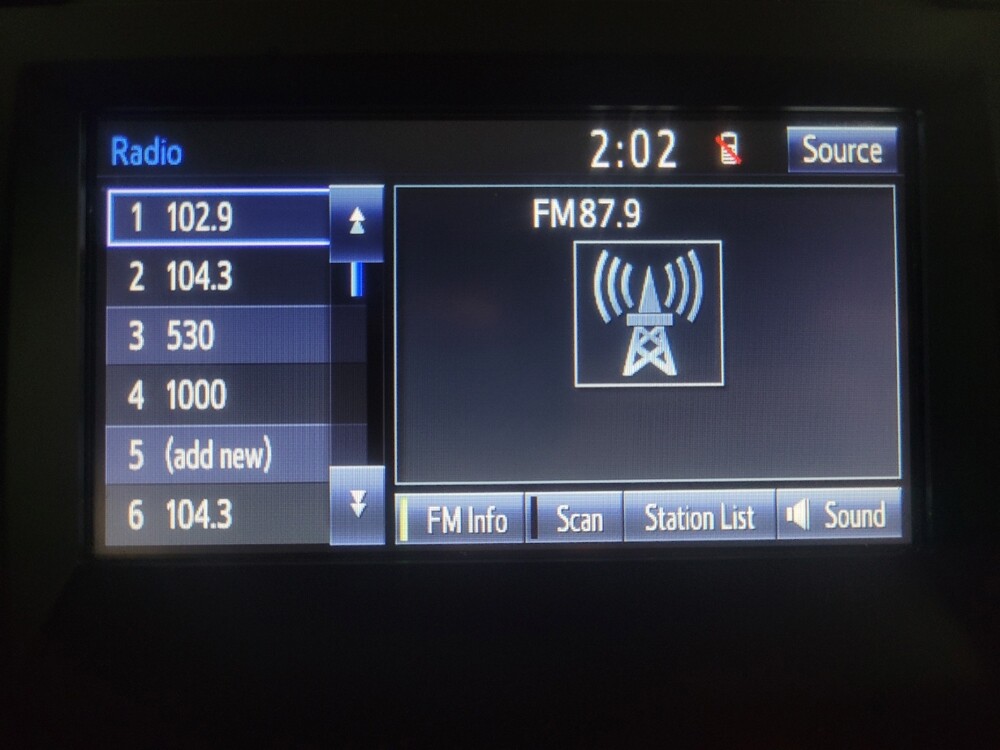 Radio 2:02 Source
1 102.9
2 104.3
3 530
4 1000
5 (add new)
6 104.3
FM87.9
FM Info Scan Station List Sound